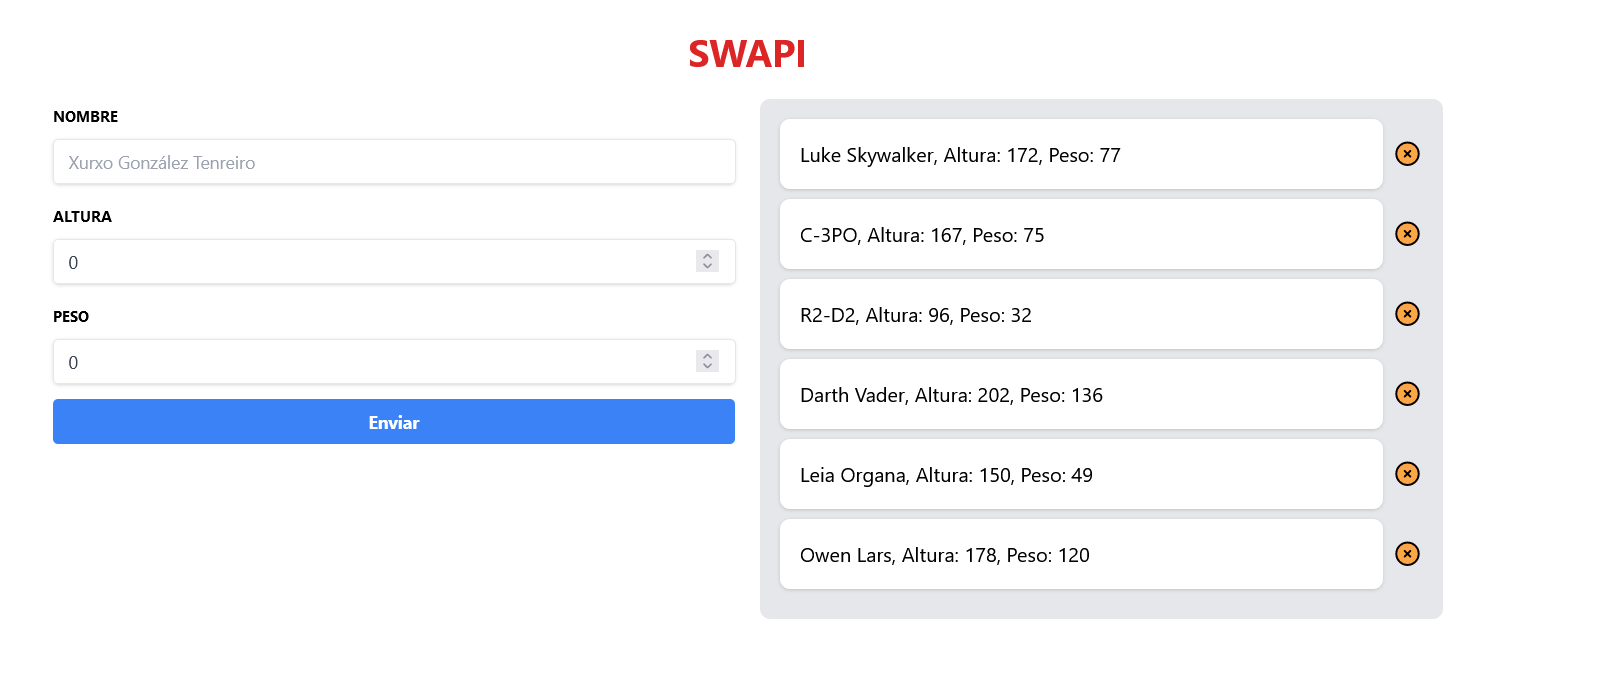 SWAPI
NOMBRE
Xurxo González Tenreiro
ALTURA
0
PESO
0
Enviar
Luke Skywalker, Altura: 172, Peso: 77
C-3PO, Altura: 167, Peso: 75
R2-D2, Altura: 96, Peso: 32
Darth Vader, Altura: 202, Peso: 136
Leia Organa, Altura: 150, Peso: 49
Owen Lars, Altura: 178, Peso: 120